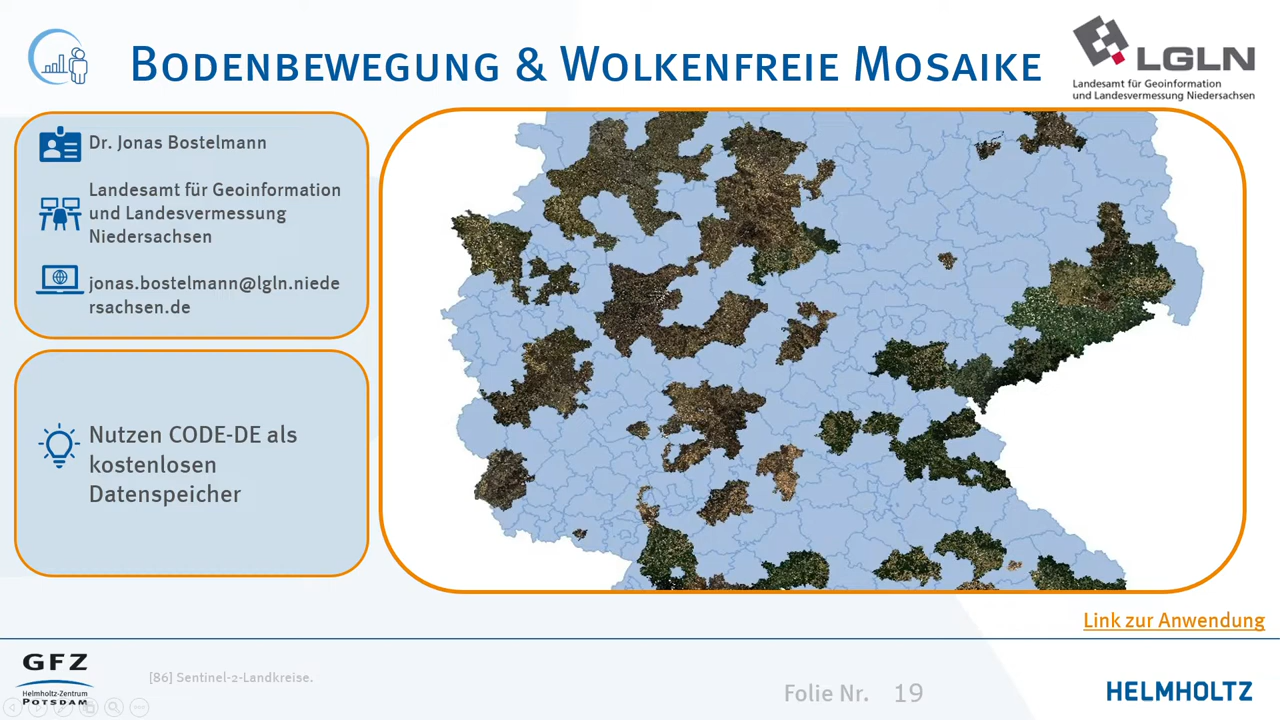 BODENBEWEGUNG & WOLKENFREIE MOSAIKE
LGLN
Landesamt für Geoinformation
und Landesvermessung Niedersachsen
Dr. Jonas Bostelmann
Landesamt für Geoinformation
und Landesvermessung
Niedersachsen
jonas.bostelmann@lgln.niede
rsachsen.de
Nutzen CODE-DE als
kostenlosen
Datenspeicher
Link zur Anwendung
GFZ
Helmholtz-Zentrum
POTSDAM
[86] Sentinel-2-Landkreise.
Folie Nr. 19
HELMHOLTZ